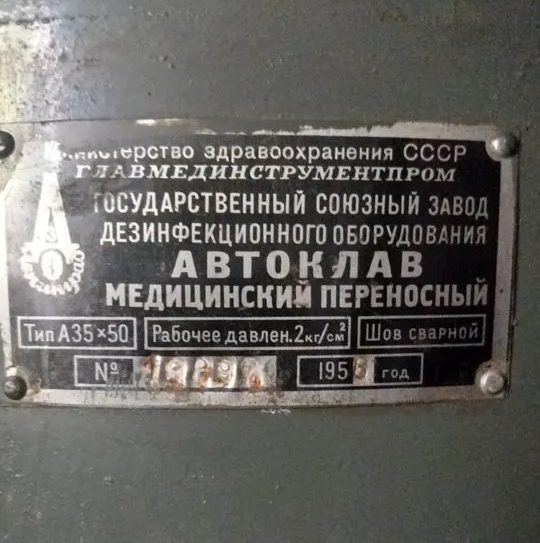 Министерство здравоохранения СССР
ГЛАВМЕДИНСТРУМЕНТПРОМ
ГОСУДАРСТВЕННЫЙ СОЮЗНЫЙ ЗАВОД
ДЕЗИНФЕКЦИОННОГО ОБОРУДОВАНИЯ
АВТОКЛАВ
МЕДИЦИНСКИЙ ПЕРЕНОСНЫЙ
Тип А35×50 Рабочее давлен. 2кг/см² Шов сварной
№ год